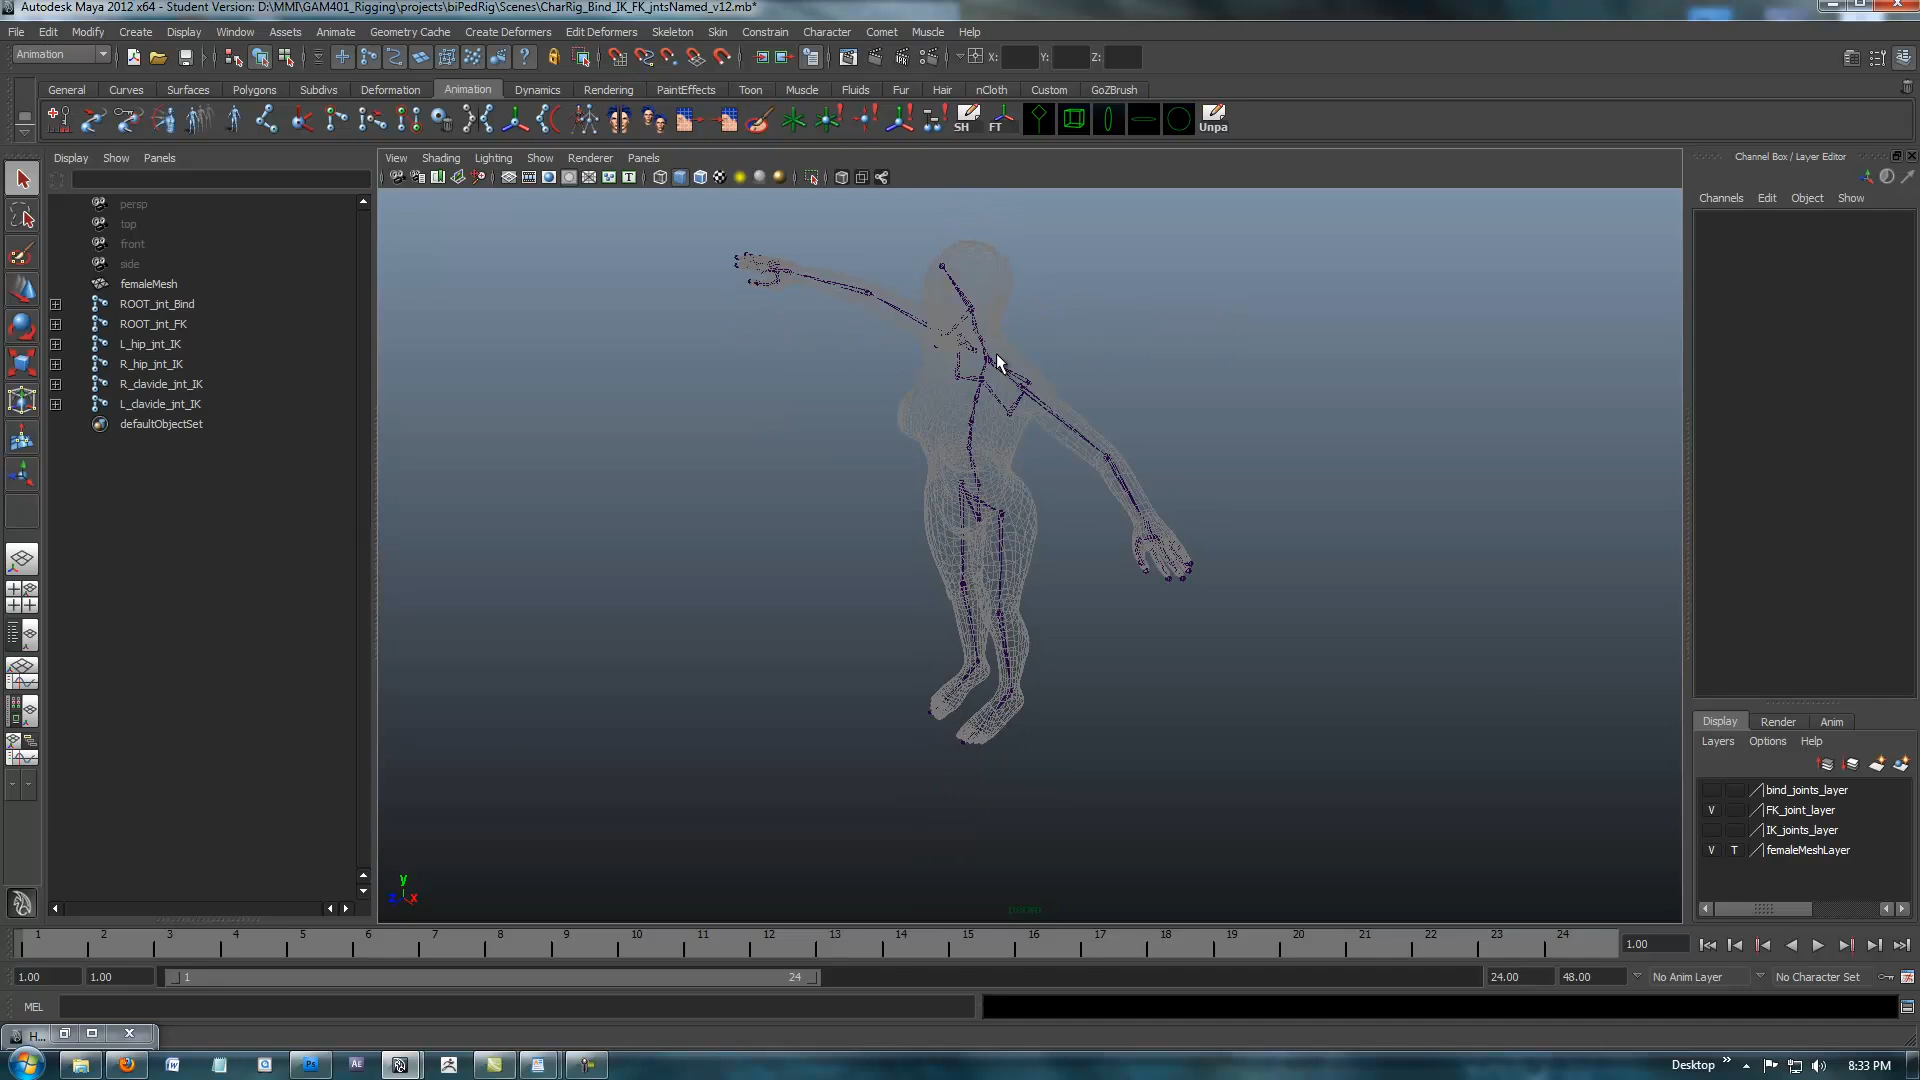 Autodesk Maya 2012 x64 - Student Version: D:\MMI\GAM401_Rigging\projects\biPedRig\Scenes\CharRig_Bind_IK_FK_jntsNamed_v12.mb*
File Edit Modify Create Display Window Assets Animate Geometry Cache Create Deformers Edit Deformers Skeleton Skin Constrain Character Comet Muscle Help
Animation X: Y: Z:
General Curves Surfaces Polygons Subdivs Deformation Animation Dynamics Rendering PaintEffects Toon Muscle Fluids Fur Hair nCloth Custom GoZBrush
SH FT Unpa
Display Show Panels
View Shading Lighting Show Renderer Panels
Channel Box / Layer Editor
Channels Edit Object Show
persp
top
front
side
femaleMesh
ROOT_jnt_Bind
ROOT_jnt_FK
L_hip_jnt_IK
R_hip_jnt_IK
R_clavicle_jnt_IK
L_clavicle_jnt_IK
defaultObjectSet
y
z x
persp
Display Render Anim
Layers Options Help
bind_joints_layer
V FK_joint_layer
IK_joints_layer
V T femaleMeshLayer
1 2 3 4 5 6 7 8 9 10 11 12 13 14 15 16 17 18 19 20 21 22 23 24 1.00
1.00 1.00 1 24 24.00 48.00 No Anim Layer No Character Set
MEL
H...
W Ps AE Desktop 8:33 PM